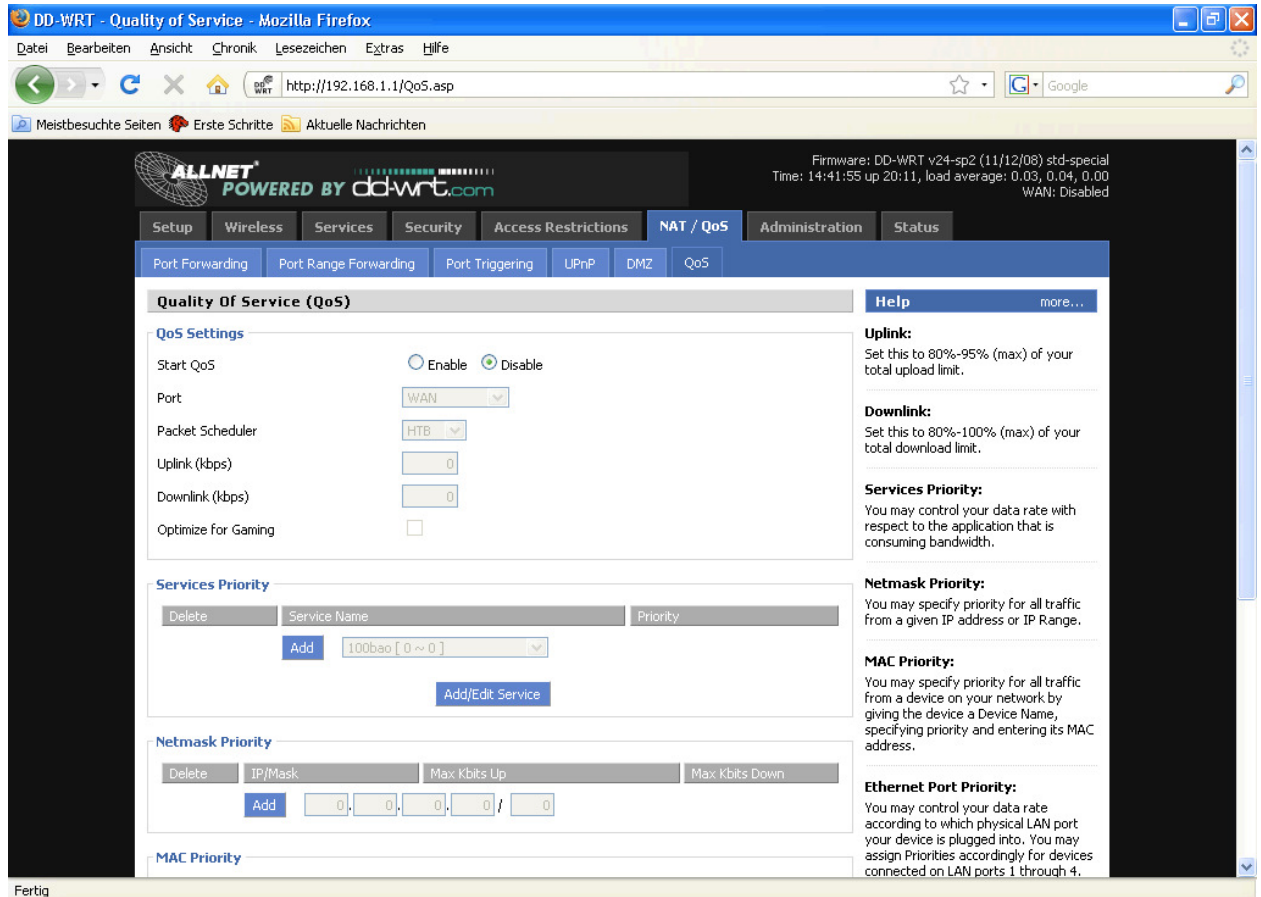 DD-WRT - Quality of Service - Mozilla Firefox
Datei Bearbeiten Ansicht Chronik Lesezeichen Extras Hilfe
DD WRT http://192.168.1.1/QoS.asp
G Google
Meistbesuchte Seiten Erste Schritte Aktuelle Nachrichten
ALLNET®
POWERED BY dd-wrt.com
Firmware: DD-WRT v24-sp2 (11/12/08) std-special
Time: 14:41:55 up 20:11, load average: 0.03, 0.04, 0.00
WAN: Disabled
Setup Wireless Services Security Access Restrictions NAT / QoS Administration Status
Port Forwarding Port Range Forwarding Port Triggering UPnP DMZ QoS
Quality Of Service (QoS)
QoS Settings
Start QoS Enable Disable
Port WAN
Packet Scheduler HTB
Uplink (kbps) 0
Downlink (kbps) 0
Optimize for Gaming
Services Priority
Delete Service Name Priority
Add 100bao [ 0 ~ 0 ]
Add/Edit Service
Netmask Priority
Delete IP/Mask Max Kbits Up Max Kbits Down
Add 0 . 0 . 0 . 0 / 0
MAC Priority
Help more...
Uplink:
Set this to 80%-95% (max) of your
total upload limit.
Downlink:
Set this to 80%-100% (max) of your
total download limit.
Services Priority:
You may control your data rate with
respect to the application that is
consuming bandwidth.
Netmask Priority:
You may specify priority for all traffic
from a given IP address or IP Range.
MAC Priority:
You may specify priority for all traffic
from a device on your network by
giving the device a Device Name,
specifying priority and entering its MAC
address.
Ethernet Port Priority:
You may control your data rate
according to which physical LAN port
your device is plugged into. You may
assign Priorities accordingly for devices
connected on LAN ports 1 through 4.
Fertig